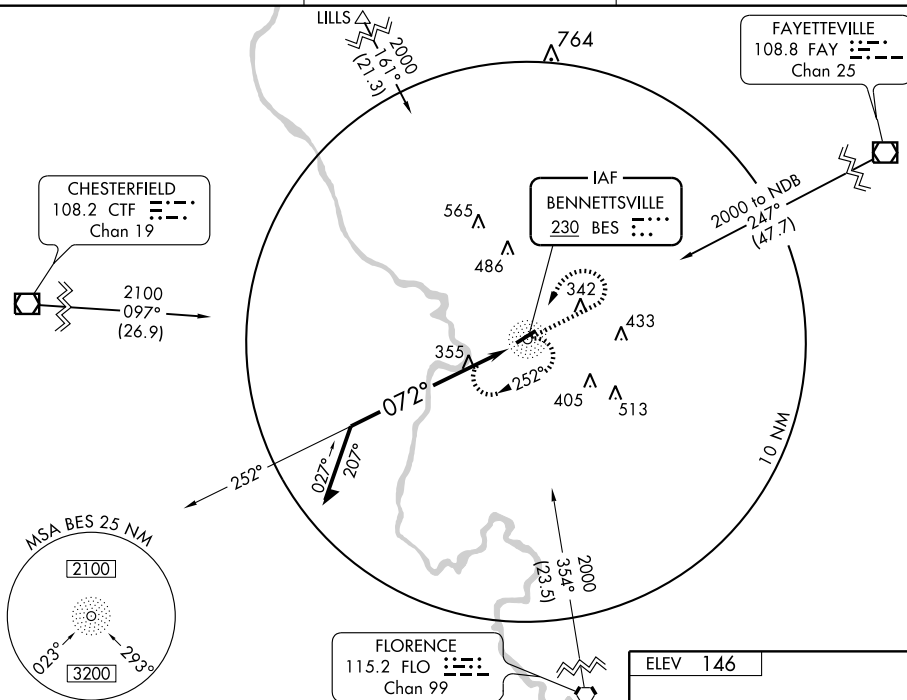 LILLS
2000
161°
(21.3)
764
FAYETTEVILLE
108.8 FAY
Chan 25
CHESTERFIELD
108.2 CTF
Chan 19
IAF
BENNETTSVILLE
230 BES
2000 to NDB
247°
(47.7)
565
486
342
433
2100
097°
(26.9)
355
252°
405
513
072°
10 NM
027°
207°
252°
MSA BES 25 NM
2100
023°
293°
3200
2000
354°
(23.5)
FLORENCE
115.2 FLO
Chan 99
ELEV 146